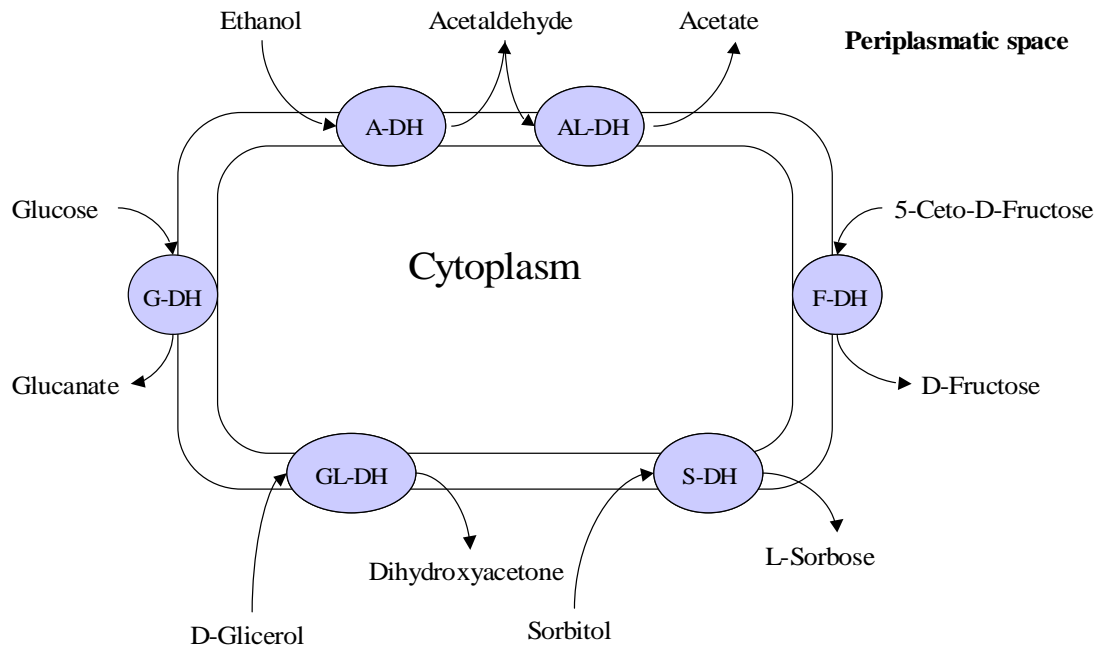 Ethanol
Acetaldehyde
Acetate
Periplasmatic space
A-DH
AL-DH
Glucose
5-Ceto-D-Fructose
Cytoplasm
G-DH
F-DH
Glucanate
D-Fructose
GL-DH
S-DH
Dihydroxyacetone
L-Sorbose
D-Glicerol
Sorbitol